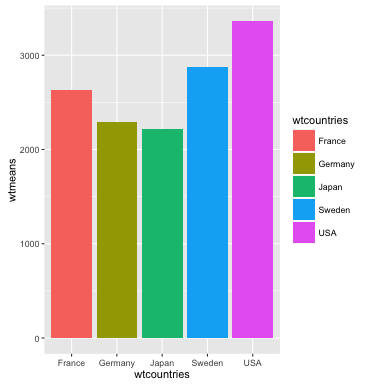 wtmeans
3000
2000
1000
0
France Germany Japan Sweden USA
wtcountries
wtcountries
France
Germany
Japan
Sweden
USA